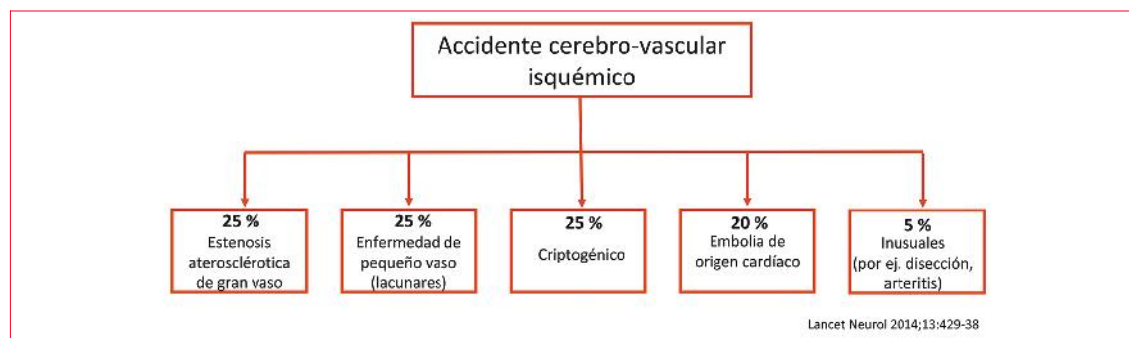 Accidente cerebro-vascular
isquémico
25 %
Estenosis
aterosclérotica
de gran vaso
25 %
Enfermedad de
pequeño vaso
(lacunares)
25 %
Criptogénico
20 %
Embolia de
origen cardíaco
5 %
Inusuales
(por ej. disección,
arteritis)
Lancet Neurol 2014;13:429-38